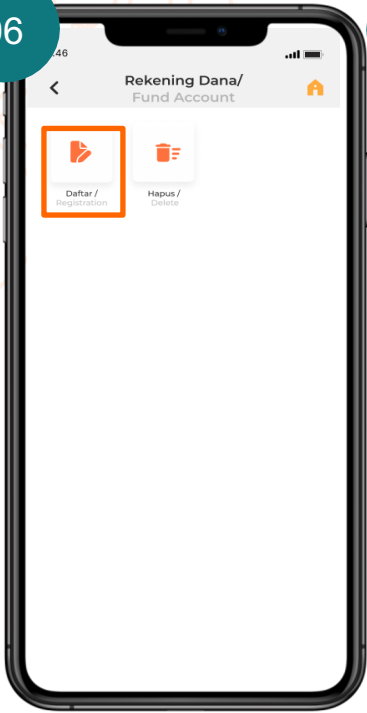 06
:46
Rekening Dana/
Fund Account
Daftar /
Registration
Hapus /
Delete